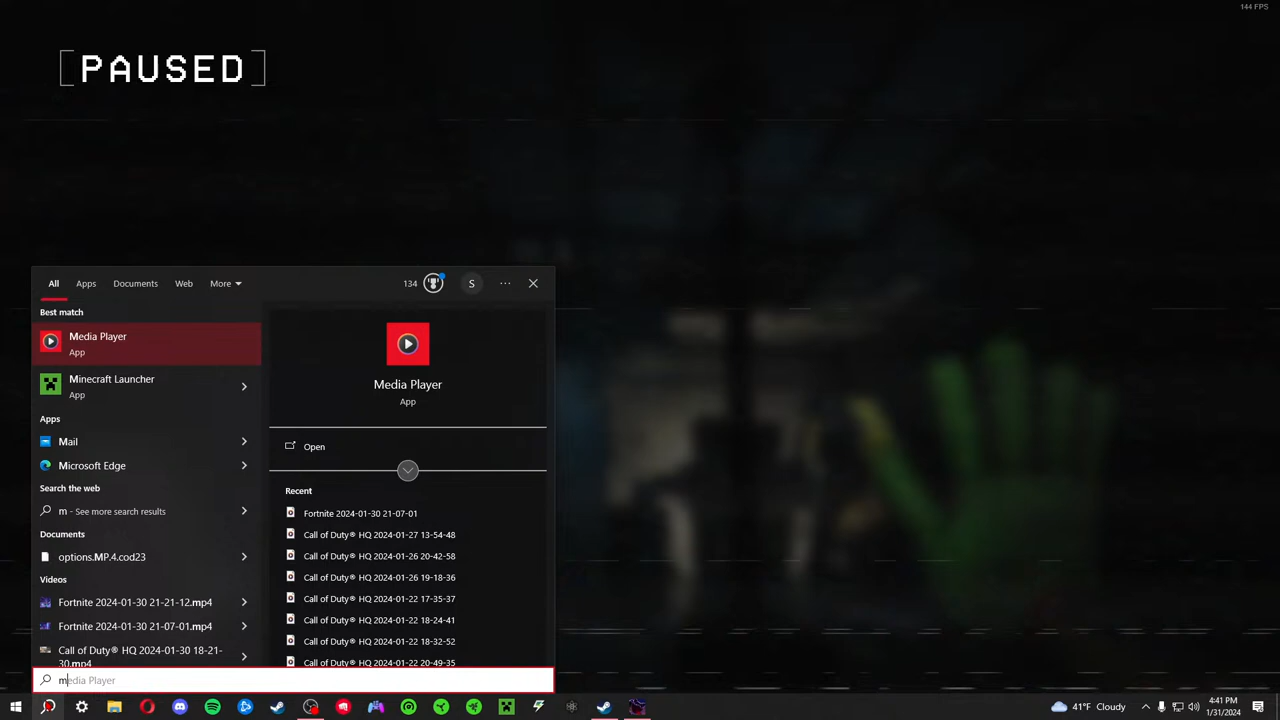 144 FPS
[PAUSED]
All
Apps
Documents
Web
More
134
S
Best match
Media Player
App
Minecraft Launcher
App
Apps
Mail
Microsoft Edge
Search the web
m - See more search results
Documents
options.MP.4.cod23
Videos
Fortnite 2024-01-30 21-21-12.mp4
Fortnite 2024-01-30 21-07-01.mp4
Call of Duty® HQ 2024-01-30 18-21-
30.mp4
Media Player
App
Open
Recent
Fortnite 2024-01-30 21-07-01
Call of Duty® HQ 2024-01-27 13-54-48
Call of Duty® HQ 2024-01-26 20-42-58
Call of Duty® HQ 2024-01-26 19-18-36
Call of Duty® HQ 2024-01-22 17-35-37
Call of Duty® HQ 2024-01-22 18-24-41
Call of Duty® HQ 2024-01-22 18-32-52
Call of Duty® HQ 2024-01-22 20-49-35
media Player
41°F Cloudy
4:41 PM
1/31/2024